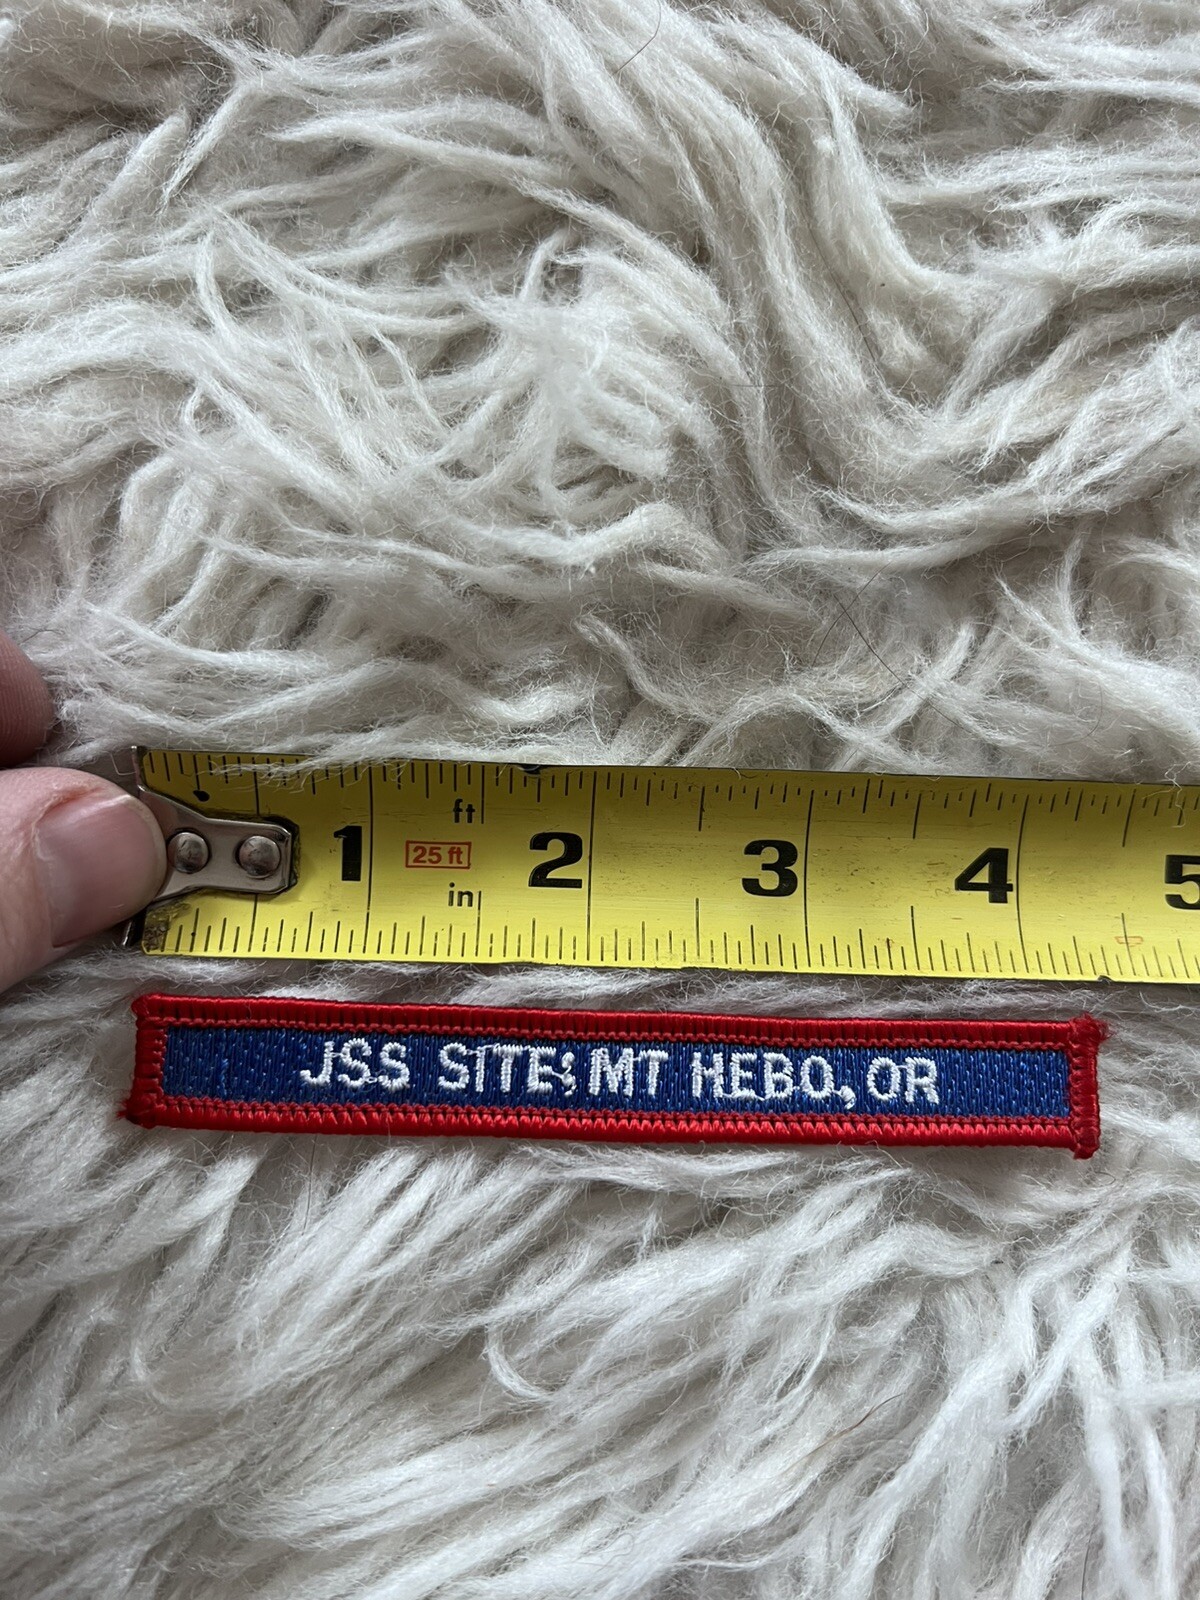 ft
1 25 ft 2 3 4 5
in
JSS SITE; MT HEBO, OR